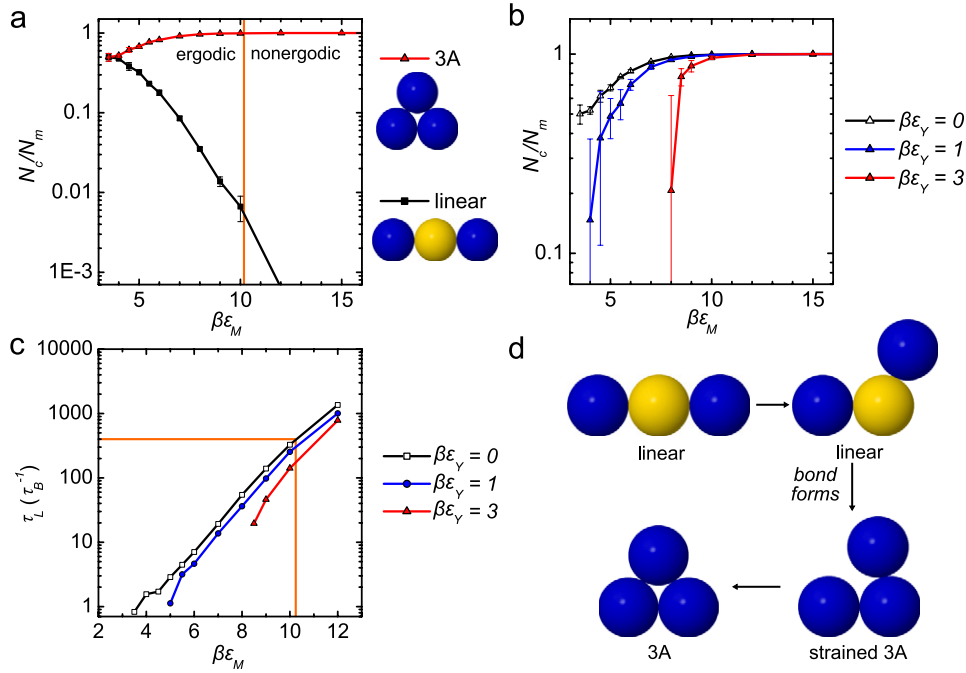 a
1
0.1
0.01
1E-3
N_c/N_m
ergodic
nonergodic
5
10
15
βε_M
3A
linear
b
1
0.1
N_c/N_m
5
10
15
βε_M
βε_Y = 0
βε_Y = 1
βε_Y = 3
c
10000
1000
100
10
1
τ_L (τ_B^-1)
2
4
6
8
10
12
βε_M
βε_Y = 0
βε_Y = 1
βε_Y = 3
d
linear
linear
bond
forms
3A
strained 3A